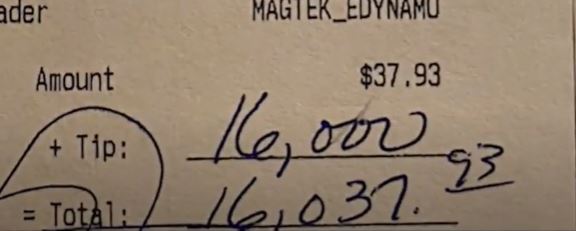 ader MAGTEK_EDYNAMO
Amount $37.93
+ Tip: 16,000
= Total: 16,037.93